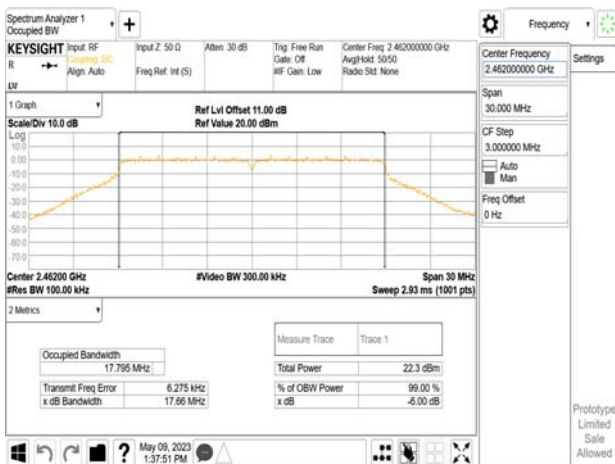 Spectrum Analyzer 1
Occupied BW
+
Frequency
KEYSIGHT
R
Input: RF
Coupling: DC
Align: Auto
Input Z: 50 Ω
Freq Ref: Int (S)
Atten: 30 dB
Trig: Free Run
Gate: Off
#IF Gain: Low
Center Freq: 2.462000000 GHz
Avg|Hold: 50/50
Radio Std: None
Center Frequency
2.462000000 GHz
Settings
Span
30.000 MHz
CF Step
3.000000 MHz
Auto
Man
Freq Offset
0 Hz
1 Graph
Scale/Div 10.0 dB
Ref Lvl Offset 11.00 dB
Ref Value 20.00 dBm
Log
10.0
0.00
-10.0
-20.0
-30.0
-40.0
-50.0
-60.0
-70.0
Center 2.46200 GHz
#Res BW 100.00 kHz
#Video BW 300.00 kHz
Span 30 MHz
Sweep 2.93 ms (1001 pts)
2 Metrics
Measure Trace
Trace 1
Occupied Bandwidth
17.795 MHz
Total Power
22.3 dBm
Transmit Freq Error
6.275 kHz
% of OBW Power
99.00 %
x dB Bandwidth
17.66 MHz
x dB
-6.00 dB
Prototype
Limited
Sale
Allowed
?
May 09, 2023
1:37:51 PM